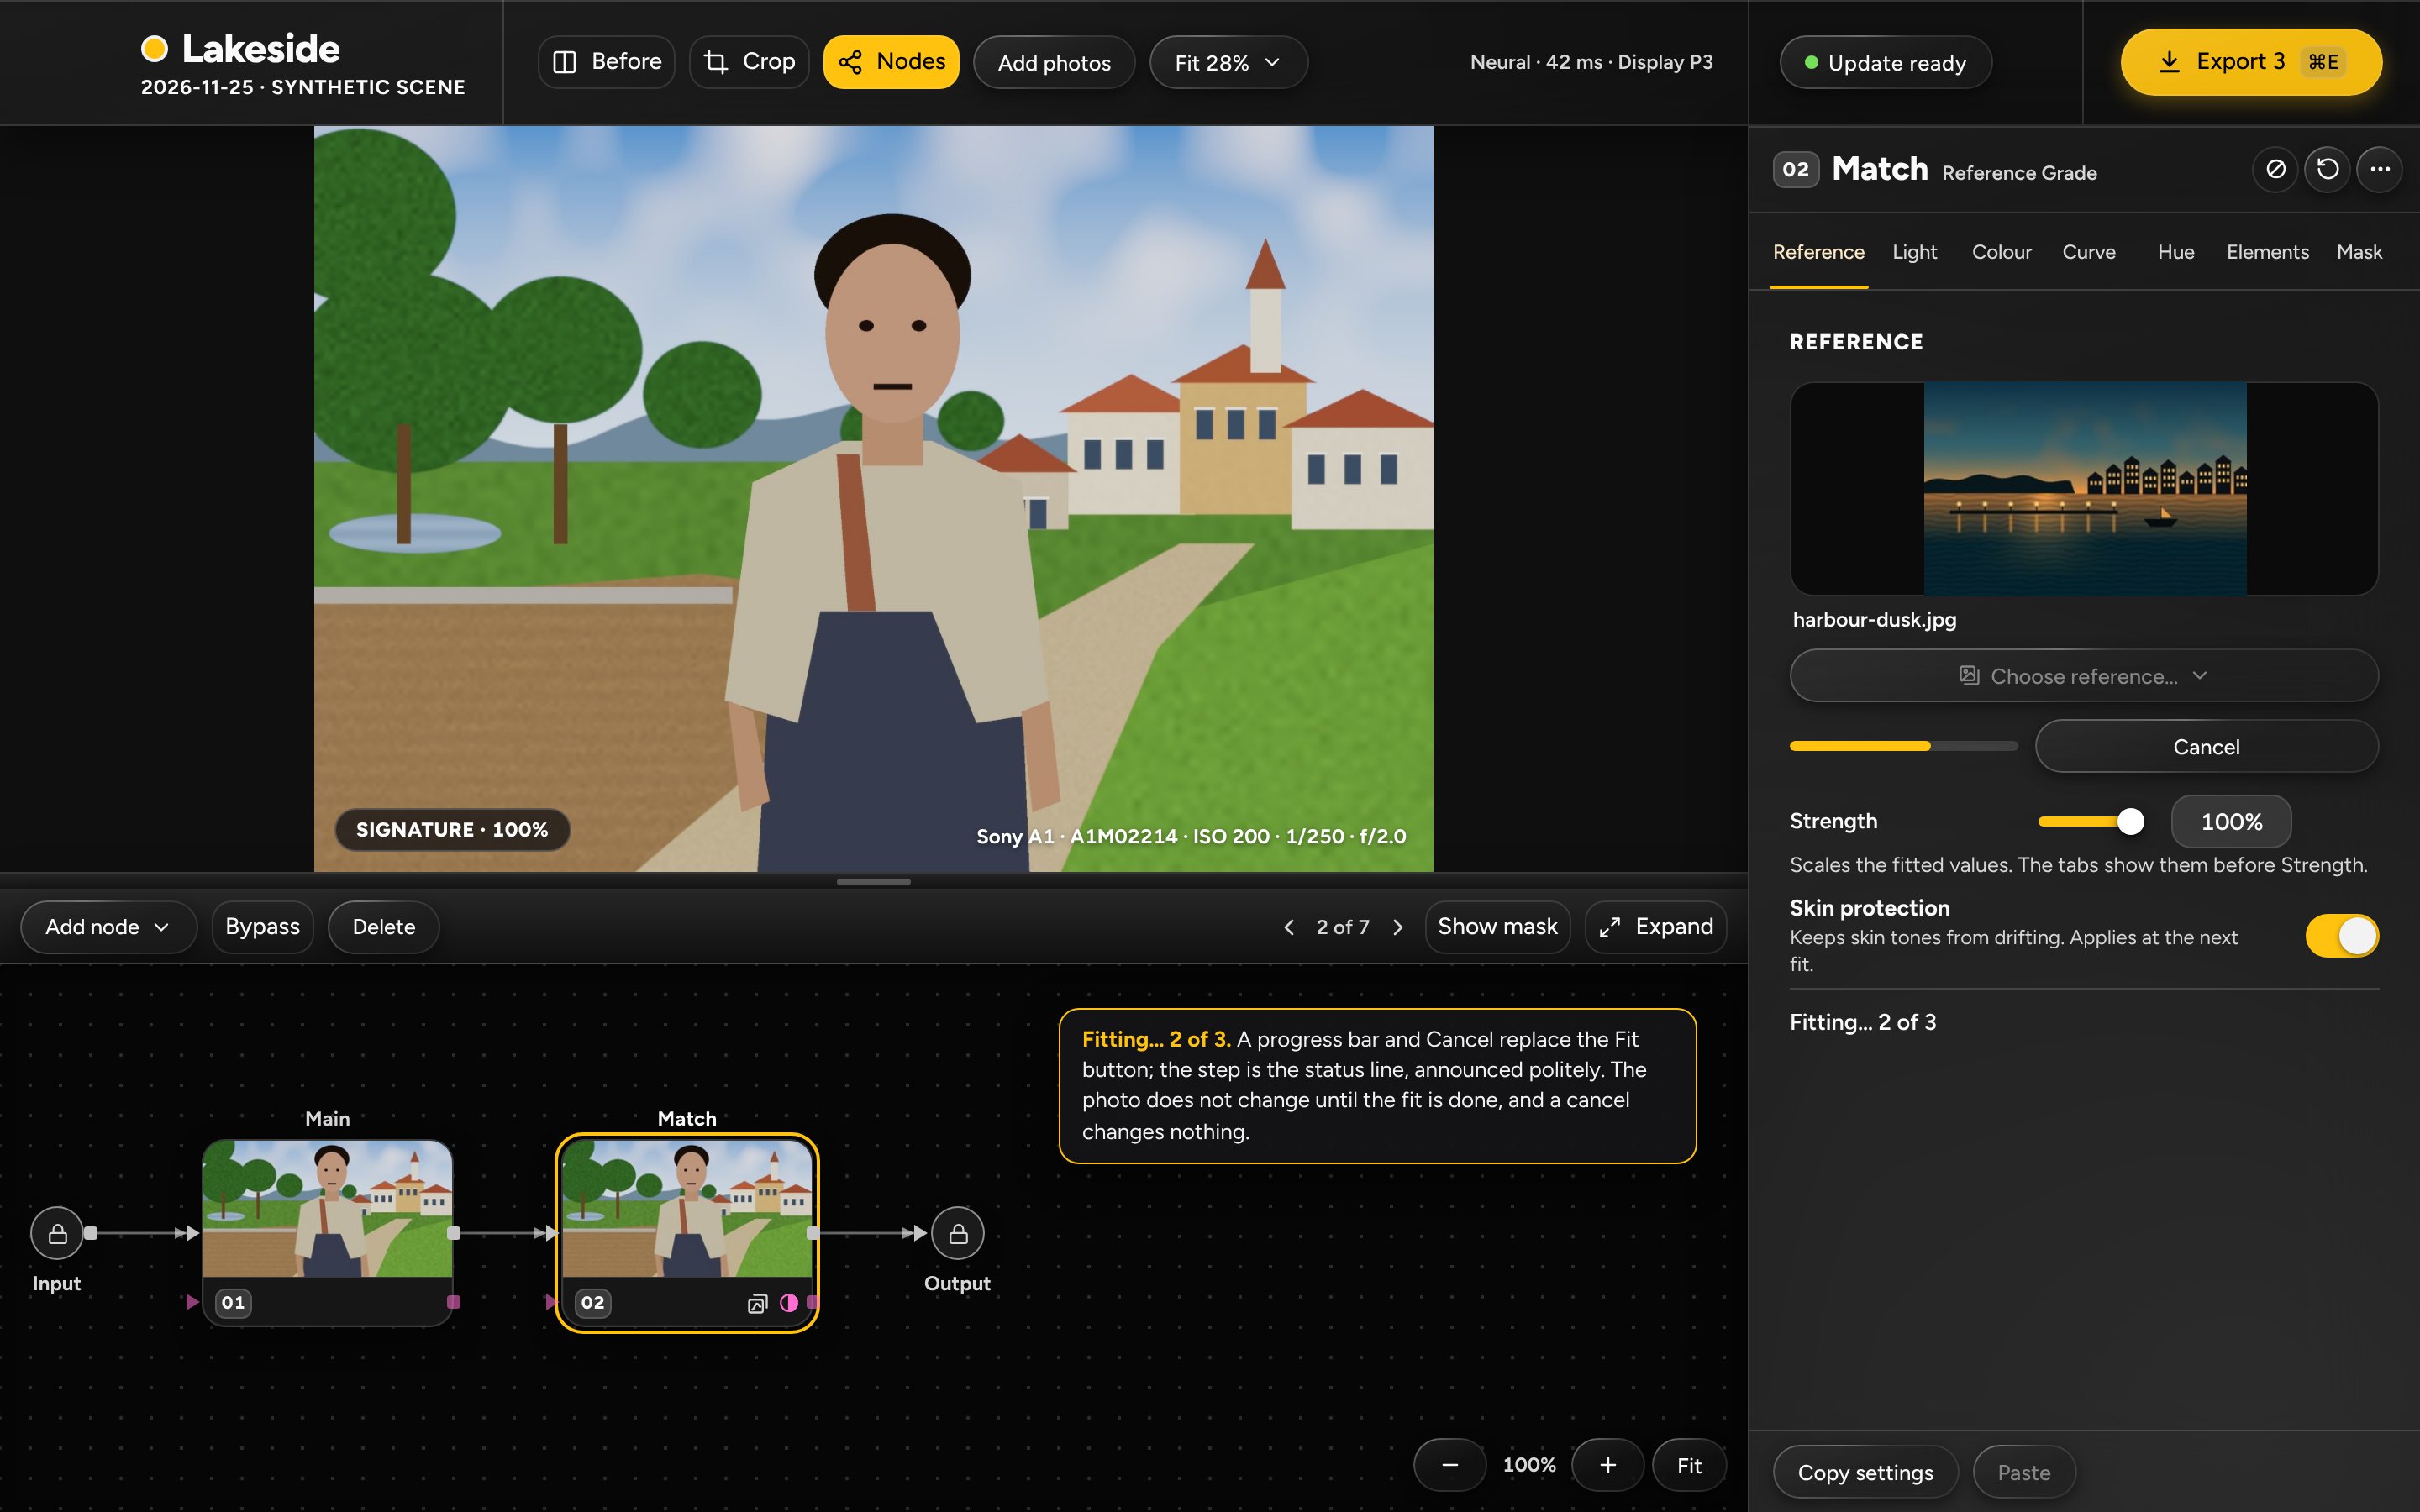 Lakeside
2026-11-25 · SYNTHETIC SCENE
Before
Crop
Nodes
Add photos
Fit 28%
Neural · 42 ms · Display P3
Update ready
Export 3 ⌘E
02 Match Reference Grade
Reference Light Colour Curve Hue Elements Mask
REFERENCE
harbour-dusk.jpg
Choose reference...
Cancel
Strength 100%
Scales the fitted values. The tabs show them before Strength.
Skin protection
Keeps skin tones from drifting. Applies at the next
fit.
Fitting... 2 of 3
SIGNATURE · 100%
Sony A1 · A1M02214 · ISO 200 · 1/250 · f/2.0
Add node
Bypass
Delete
2 of 7
Show mask
Expand
Fitting... 2 of 3. A progress bar and Cancel replace the Fit
button; the step is the status line, announced politely. The
photo does not change until the fit is done, and a cancel
changes nothing.
Main
Match
Input
Output
01
02
100%
Fit
Copy settings
Paste